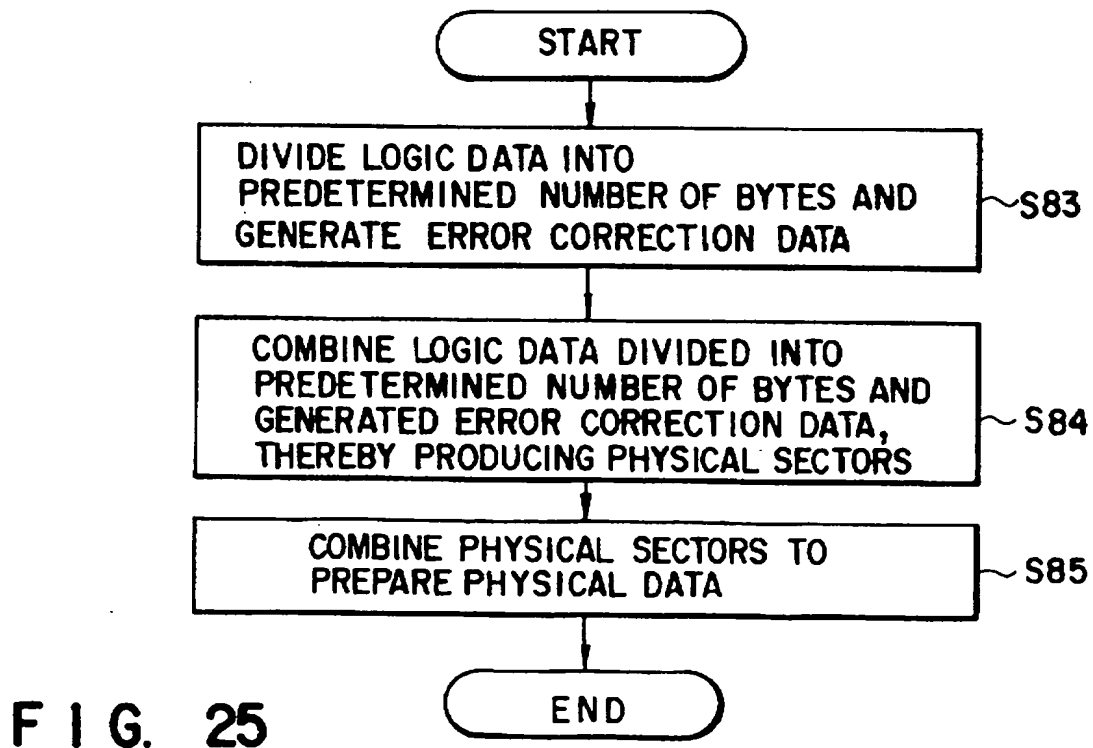 START
DIVIDE LOGIC DATA INTO
PREDETERMINED NUMBER OF BYTES AND
GENERATE ERROR CORRECTION DATA
S83
COMBINE LOGIC DATA DIVIDED INTO
PREDETERMINED NUMBER OF BYTES AND
GENERATED ERROR CORRECTION DATA,
THEREBY PRODUCING PHYSICAL SECTORS
S84
COMBINE PHYSICAL SECTORS TO
PREPARE PHYSICAL DATA
S85
END
FIG. 25